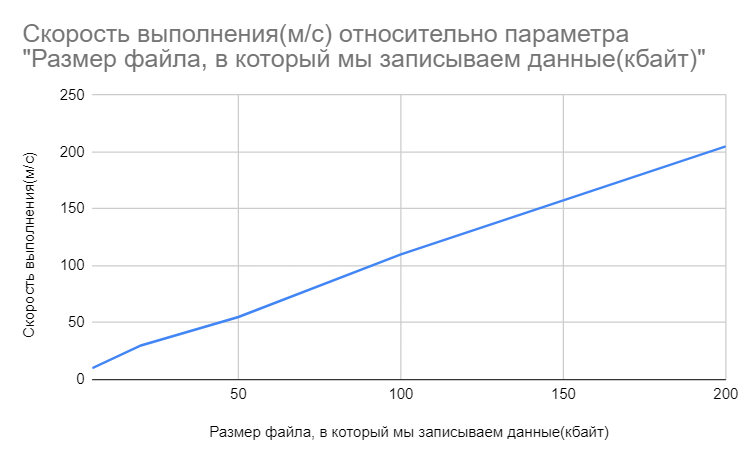 Скорость выполнения(м/с) относительно параметра
"Размер файла, в который мы записываем данные(кбайт)"
Скорость выполнения(м/с)
250
200
150
100
50
0
50 100 150 200
Размер файла, в который мы записываем данные(кбайт)